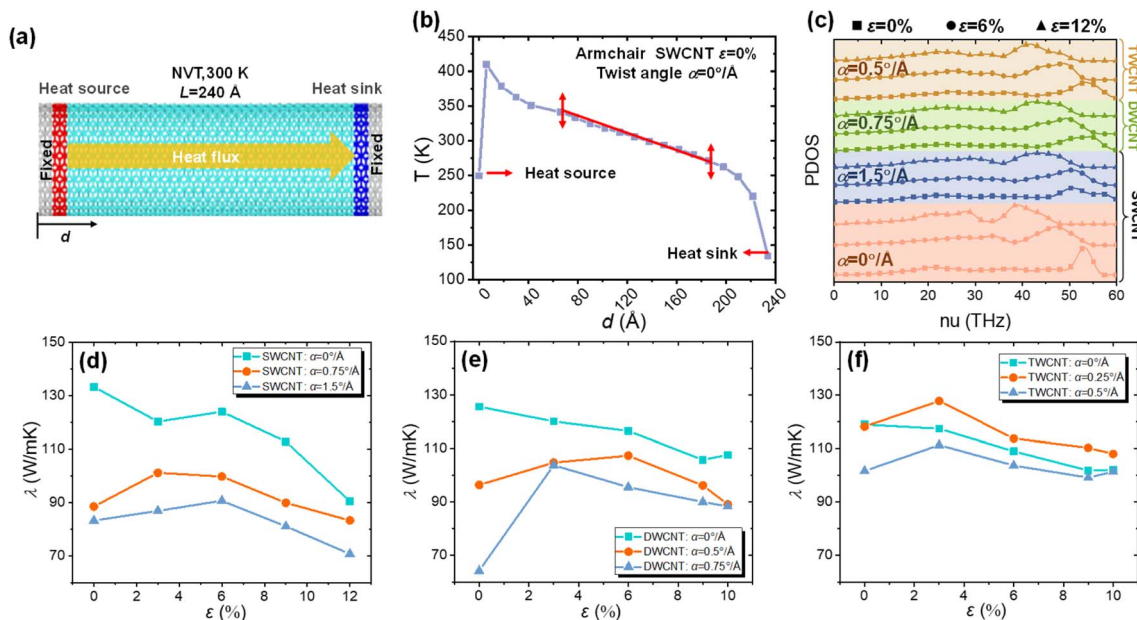 (a)
NVT,300 K
Heat source
L=240 Å
Heat sink
Fixed
Heat flux
Fixed
d
(b)
Armchair SWCNT ε=0%
Twist angle α=0°/Å
450
400
350
300
250
200
150
100
T (K)
Heat source
Heat sink
0
40
80
120
160
200
240
d (Å)
(c)
ε=0%
ε=6%
ε=12%
α=0.5°/Å
α=0.75°/Å
α=1.5°/Å
α=0°/Å
TWCNT
DWCNT
SWCNT
PDOS
0 10 20 30 40 50 60
nu (THz)
(d)
SWCNT: α=0°/Å
SWCNT: α=0.75°/Å
SWCNT: α=1.5°/Å
150
130
110
90
70
λ (W/mK)
0 2 4 6 8 10 12
ε (%)
(e)
DWCNT: α=0°/Å
DWCNT: α=0.5°/Å
DWCNT: α=0.75°/Å
150
130
110
90
70
λ (W/mK)
0 2 4 6 8 10
ε (%)
(f)
TWCNT: α=0°/Å
TWCNT: α=0.25°/Å
TWCNT: α=0.5°/Å
150
130
110
90
70
λ (W/mK)
0 2 4 6 8 10
ε (%)